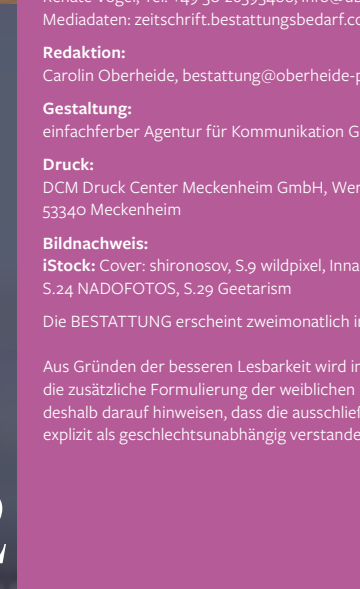 Mediadaten: zeitschrift.bestattungsbedarf.co
Redaktion:
Carolin Oberheide, bestattung@oberheide-p
Gestaltung:
einfachferber Agentur für Kommunikation G
Druck:
DCM Druck Center Meckenheim GmbH, Wer
53340 Meckenheim
Bildnachweis:
iStock: Cover: shironosov, S.9 wildpixel, Inna
S.24 NADOFOTOS, S.29 Geetarism
Die BESTATTUNG erscheint zweimonatlich i
Aus Gründen der besseren Lesbarkeit wird i
die zusätzliche Formulierung der weiblichen
deshalb darauf hinweisen, dass die ausschlief
explizit als geschlechtsunabhängig verstande